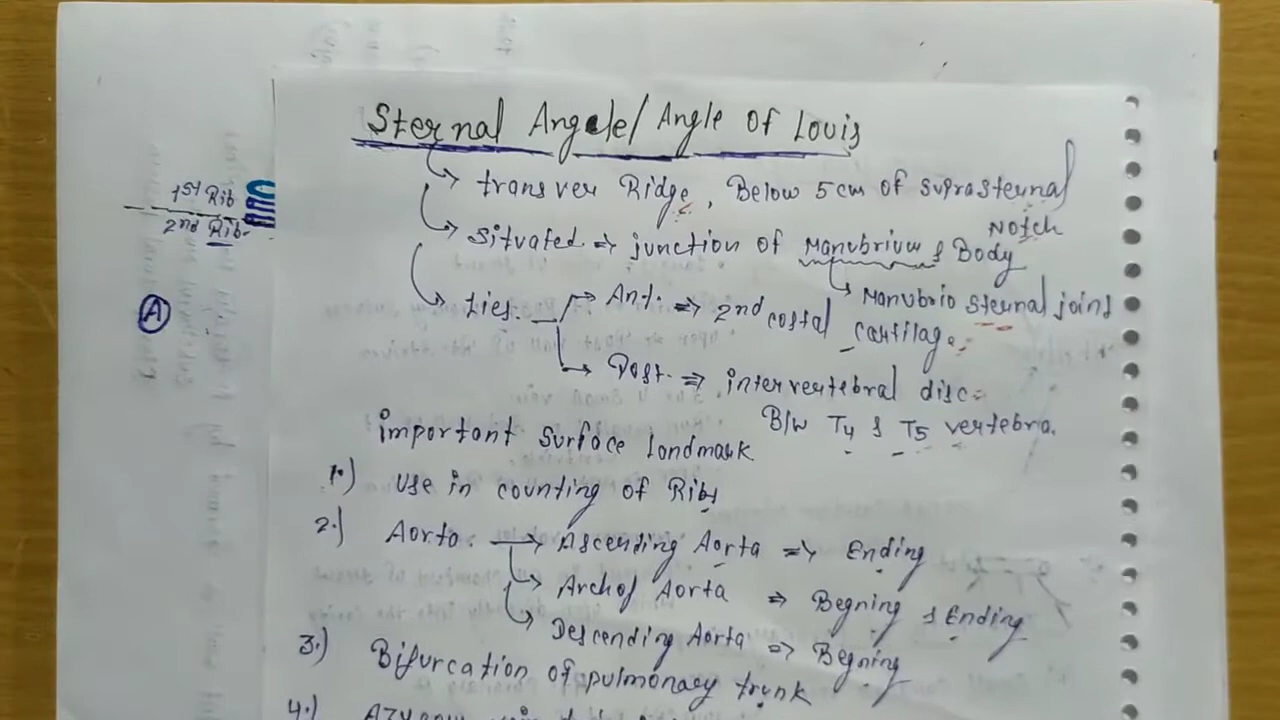 Sternal Angle/Angle of Louis
transver Ridge, Below 5cm of suprasternal
Notch
1st Rib
2nd Rib.
Situated ⇒ junction of Manubrium & Body
Manubrio sternal joint
A
Lies. → Ant. ⇒ 2nd costal cartilage.
→ Post. ⇒ intervertebral disc.
B/w T4 & T5 vertebra.
important Surface landmark
1.) Use in counting of Ribs
2.) Aorta. → Ascending Aorta ⇒ Ending
→ Arch of Aorta ⇒ Begning & Ending
→ Descending Aorta ⇒ Begning
3.) Bifurcation of pulmonary trunk
4.)